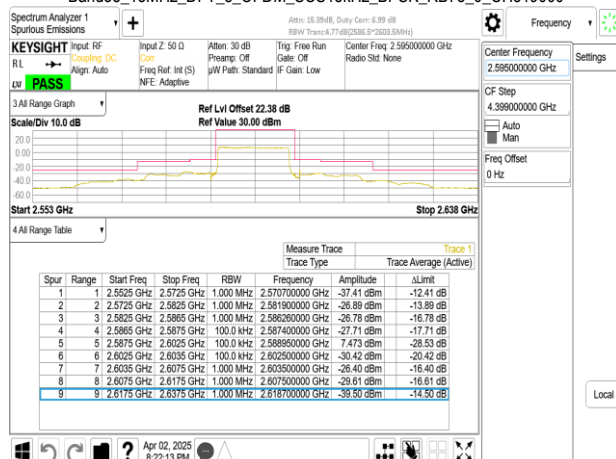 Spectrum Analyzer 1
Spurious Emissions
Attn: 15.39dB, Duty Corr: 6.99 dB
RBW Trans:4.77dB(2586.5~2603.5MHz)
Frequency
KEYSIGHT
Input: RF
Coupling: DC
Align: Auto
Input Z: 50 Ω
Corr
Freq Ref: Int (S)
NFE: Adaptive
Atten: 30 dB
Preamp: Off
µW Path: Standard
Trig: Free Run
Gate: Off
IF Gain: Low
Center Freq: 2.595000000 GHz
Radio Std: None
RL
LXI
PASS
Center Frequency
2.595000000 GHz
Settings
CF Step
4.399000000 GHz
Auto
Man
Freq Offset
0 Hz
3 All Range Graph
Scale/Div 10.0 dB
Ref Lvl Offset 22.38 dB
Ref Value 30.00 dBm
20.0
0.00
-20.0
-40.0
-60.0
Start 2.553 GHz
Stop 2.638 GHz
4 All Range Table
Measure Trace Trace 1
Trace Type Trace Average (Active)
Spur Range Start Freq Stop Freq RBW Frequency Amplitude ∆Limit
1 1 2.5525 GHz 2.5725 GHz 1.000 MHz 2.570700000 GHz -37.41 dBm -12.41 dB
2 2 2.5725 GHz 2.5825 GHz 1.000 MHz 2.581900000 GHz -26.89 dBm -13.89 dB
3 3 2.5825 GHz 2.5865 GHz 1.000 MHz 2.586260000 GHz -26.78 dBm -16.78 dB
4 4 2.5865 GHz 2.5875 GHz 100.0 kHz 2.587400000 GHz -27.71 dBm -17.71 dB
5 5 2.5875 GHz 2.6025 GHz 100.0 kHz 2.588950000 GHz 7.473 dBm -28.53 dB
6 6 2.6025 GHz 2.6035 GHz 100.0 kHz 2.602500000 GHz -30.42 dBm -20.42 dB
7 7 2.6035 GHz 2.6075 GHz 1.000 MHz 2.603500000 GHz -26.40 dBm -16.40 dB
8 8 2.6075 GHz 2.6175 GHz 1.000 MHz 2.607500000 GHz -29.61 dBm -16.61 dB
9 9 2.6175 GHz 2.6375 GHz 1.000 MHz 2.618700000 GHz -39.50 dBm -14.50 dB
Local
Apr 02, 2025
8:22:13 PM